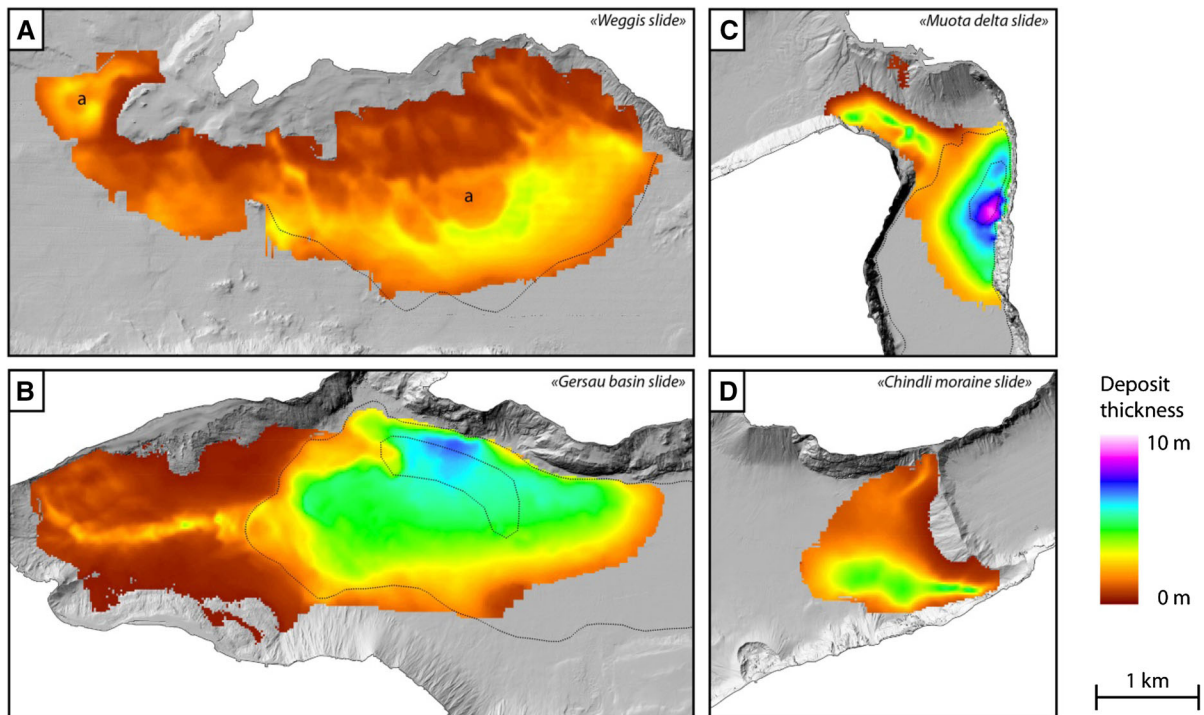 A
«Weggis slide»
a
a
C
«Muota delta slide»
B
«Gersau basin slide»
D
«Chindli moraine slide»
Deposit
thickness
10 m
0 m
1 km